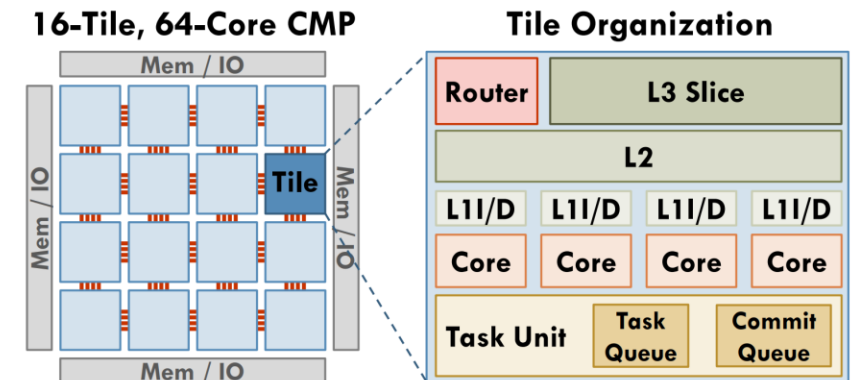 16-Tile, 64-Core CMP
Mem / IO
Mem / IO
Tile
Mem / IO
Mem / IO
Tile Organization
Router
L3 Slice
L2
L1I/D
L1I/D
L1I/D
L1I/D
Core
Core
Core
Core
Task Unit
Task
Queue
Commit
Queue